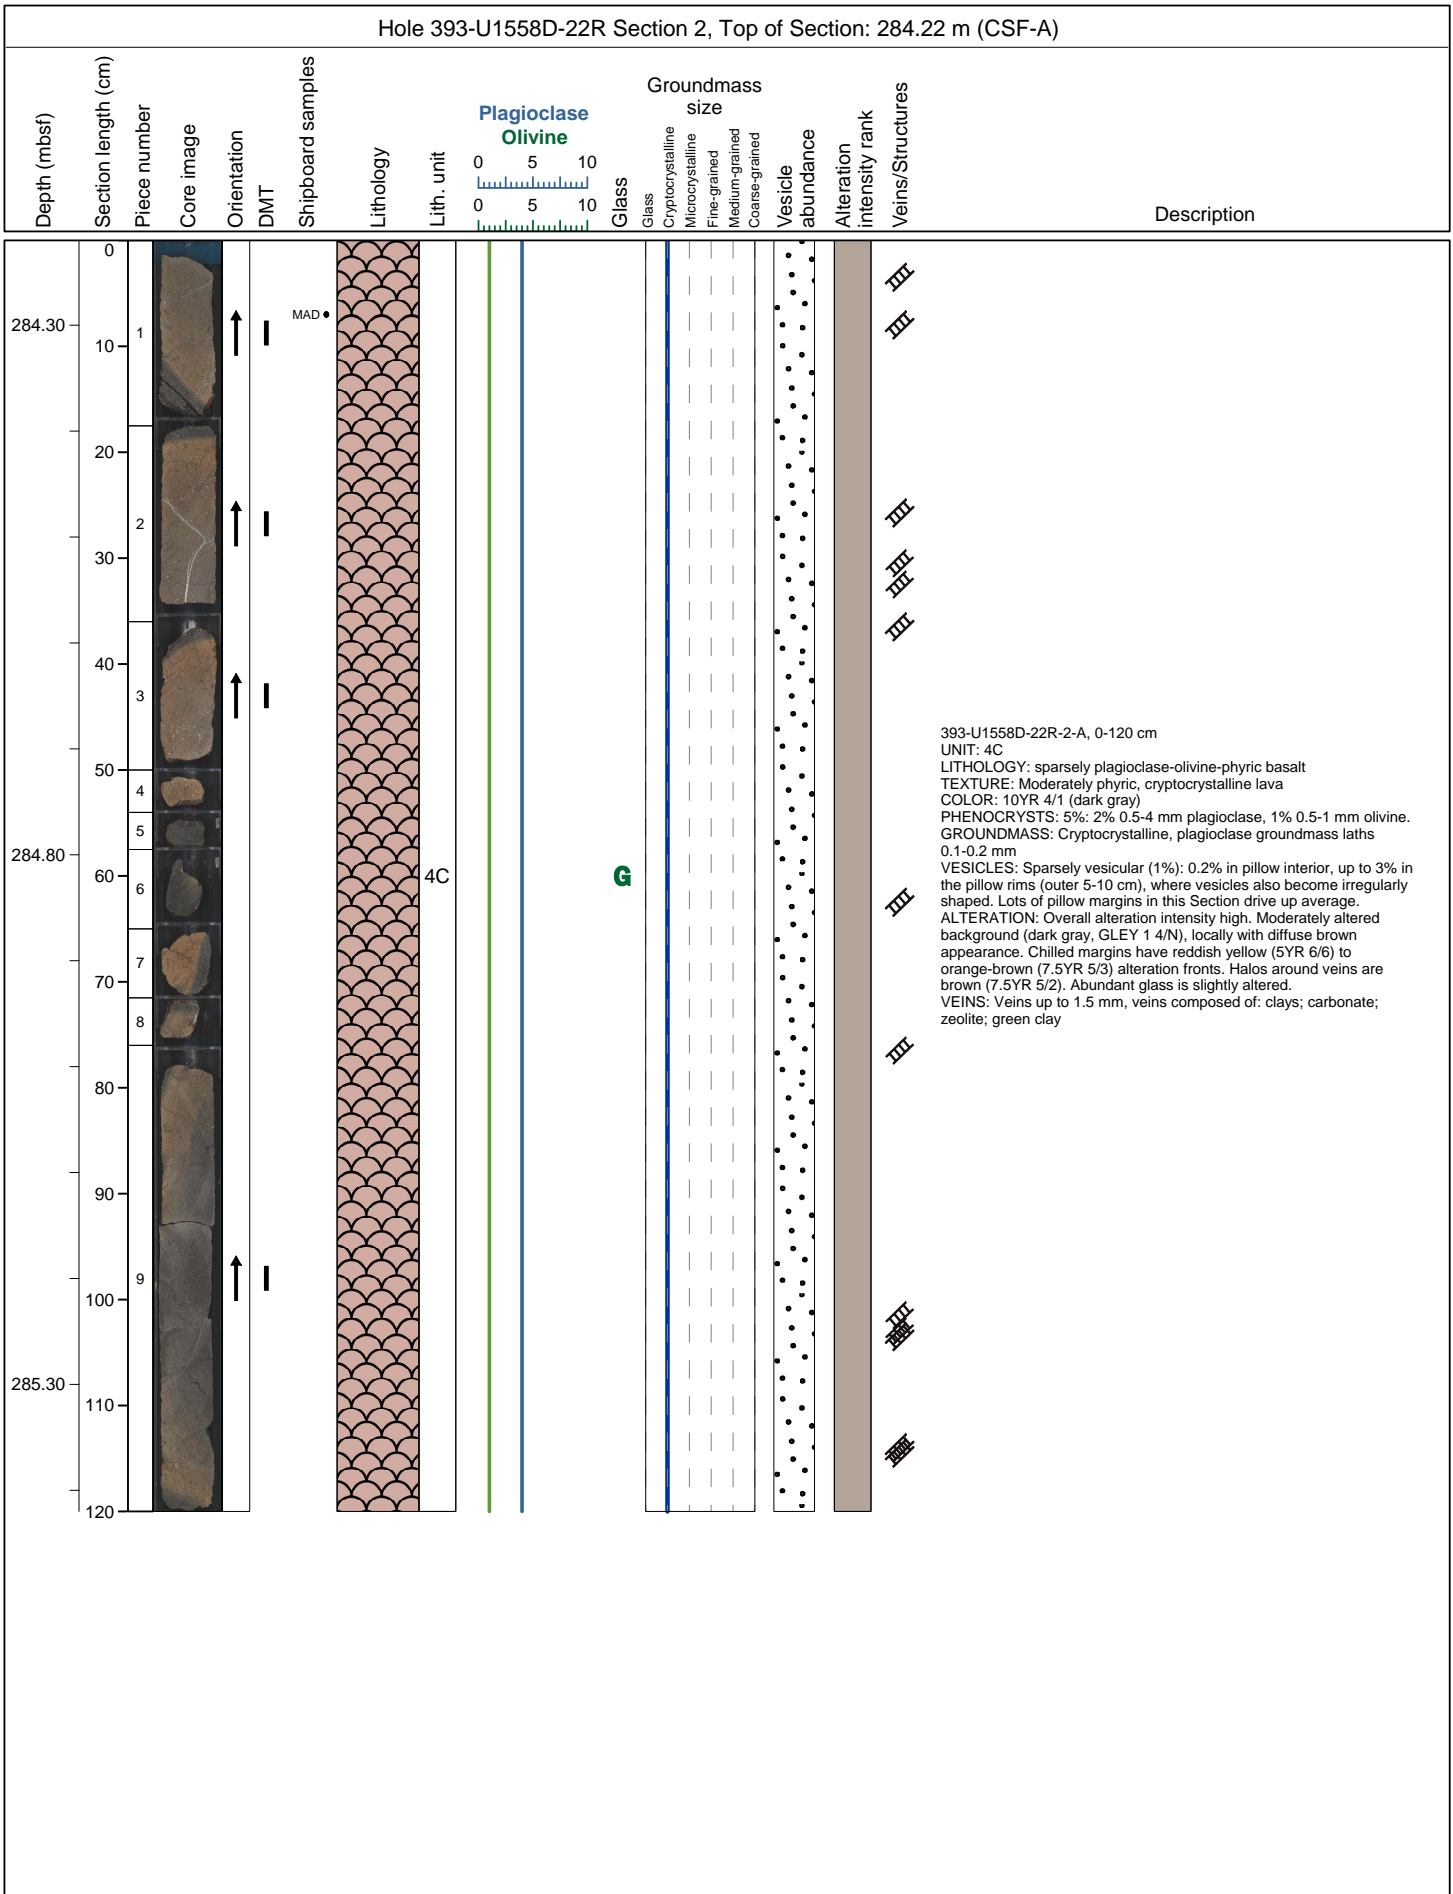 Hole 393-U1558D-22R Section 2, Top of Section: 284.22 m (CSF-A)
Depth (mbsf)
Section length (cm)
Piece number
Core image
Orientation
DMT
Shipboard samples
Lithology
Lith. unit
Plagioclase
Olivine
0 5 10
0 5 10
Glass
Groundmass
size
Glass
Cryptocrystalline
Microcrystalline
Fine-grained
Medium-grained
Coarse-grained
Vesicle
abundance
Alteration
intensity rank
Veins/Structures
Description
0
284.30
MAD
1
10
20
2
30
40
3
50
4
5
284.80
60
6
4C
G
7
70
8
80
90
9
100
285.30
110
120
393-U1558D-22R-2-A, 0-120 cm
UNIT: 4C
LITHOLOGY: sparsely plagioclase-olivine-phyric basalt
TEXTURE: Moderately phyric, cryptocrystalline lava
COLOR: 10YR 4/1 (dark gray)
PHENOCRYSTS: 5%: 2% 0.5-4 mm plagioclase, 1% 0.5-1 mm olivine.
GROUNDMASS: Cryptocrystalline, plagioclase groundmass laths
0.1-0.2 mm
VESICLES: Sparsely vesicular (1%): 0.2% in pillow interior, up to 3% in
the pillow rims (outer 5-10 cm), where vesicles also become irregularly
shaped. Lots of pillow margins in this Section drive up average.
ALTERATION: Overall alteration intensity high. Moderately altered
background (dark gray, GLEY 1 4/N), locally with diffuse brown
appearance. Chilled margins have reddish yellow (5YR 6/6) to
orange-brown (7.5YR 5/3) alteration fronts. Halos around veins are
brown (7.5YR 5/2). Abundant glass is slightly altered.
VEINS: Veins up to 1.5 mm, veins composed of: clays; carbonate;
zeolite; green clay